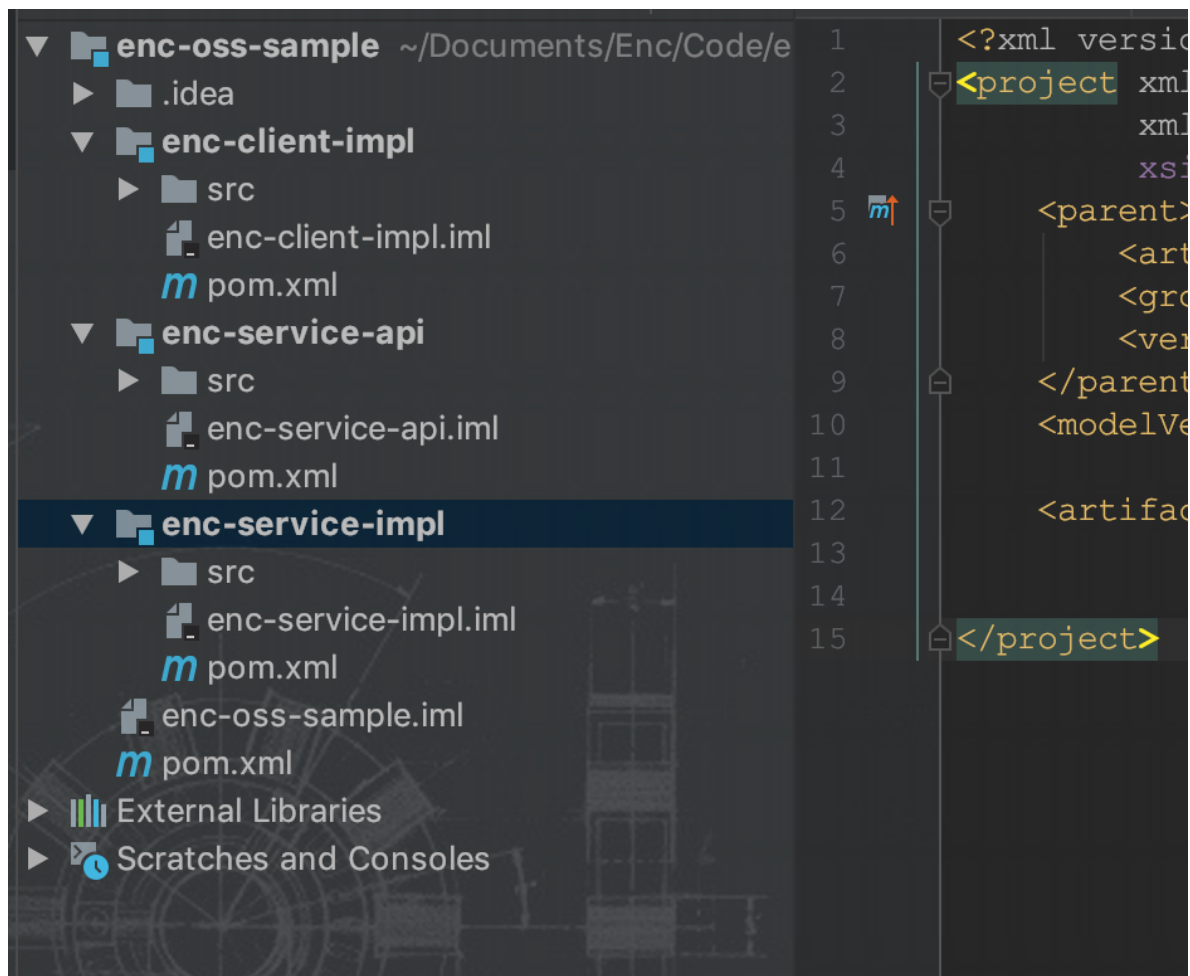 enc-oss-sample ~/Documents/Enc/Code/e
.idea
enc-client-impl
src
enc-client-impl.iml
m pom.xml
enc-service-api
src
enc-service-api.iml
m pom.xml
enc-service-impl
src
enc-service-impl.iml
m pom.xml
enc-oss-sample.iml
m pom.xml
External Libraries
Scratches and Consoles
1 <?xml versio
2 <project xml
3 xml
4 xsi
5 m <parent>
6 <art
7 <gro
8 <ver
9 </parent
10 <modelVe
11
12 <artifac
13
14
15 </project>